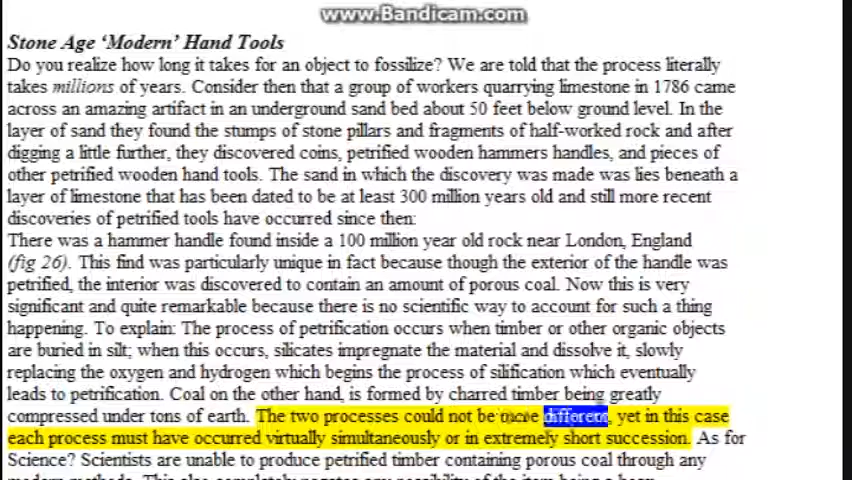 www.Bandicam.com
Stone Age ‘Modern’ Hand Tools
Do you realize how long it takes for an object to fossilize? We are told that the process literally
takes millions of years. Consider then that a group of workers quarrying limestone in 1786 came
across an amazing artifact in an underground sand bed about 50 feet below ground level. In the
layer of sand they found the stumps of stone pillars and fragments of half-worked rock and after
digging a little further, they discovered coins, petrified wooden hammers handles, and pieces of
other petrified wooden hand tools. The sand in which the discovery was made was lies beneath a
layer of limestone that has been dated to be at least 300 million years old and still more recent
discoveries of petrified tools have occurred since then:
There was a hammer handle found inside a 100 million year old rock near London, England
(fig 26). This find was particularly unique in fact because though the exterior of the handle was
petrified, the interior was discovered to contain an amount of porous coal. Now this is very
significant and quite remarkable because there is no scientific way to account for such a thing
happening. To explain: The process of petrification occurs when timber or other organic objects
are buried in silt; when this occurs, silicates impregnate the material and dissolve it, slowly
replacing the oxygen and hydrogen which begins the process of silification which eventually
leads to petrification. Coal on the other hand, is formed by charred timber being greatly
compressed under tons of earth. The two processes could not be more different, yet in this case
each process must have occurred virtually simultaneously or in extremely short succession. As for
Science? Scientists are unable to produce petrified timber containing porous coal through any